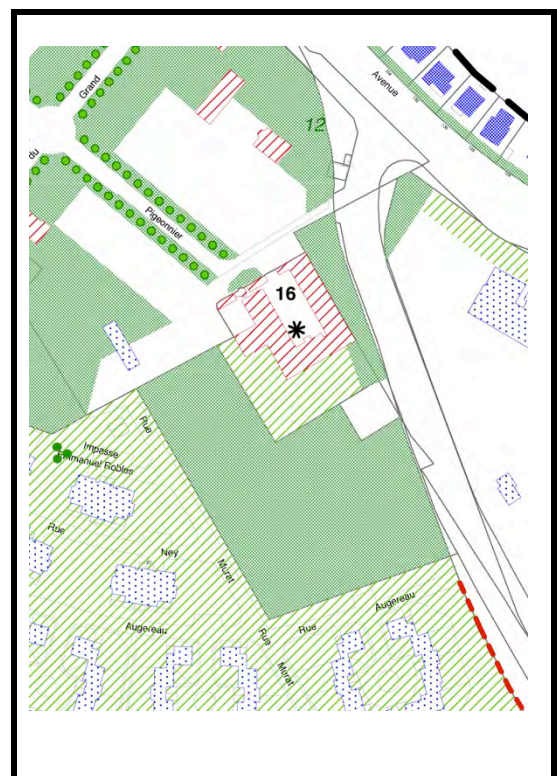 Grand
Avenue
12
du
Pigeonnier
16
Rue
Impasse
Emmanuel Robles
Rue
Ney
Murat
Augereau
Augereau
Rue
Rue
Murat